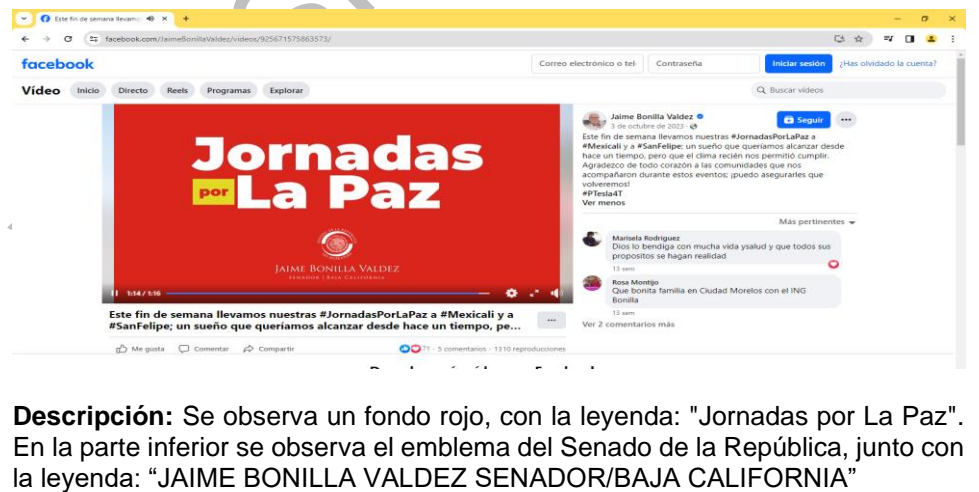 Este fin de semana llevamos
facebook.com/JaimeBonillaValdez/videos/925671575863573/
facebook
Correo electrónico o tel
Contraseña
Iniciar sesión
¿Has olvidado la cuenta?
Vídeo
Inicio
Directo
Reels
Programas
Explorar
Buscar vídeos
Jornadas
por La Paz
JAIME BONILLA VALDEZ
SENADOR | BAJA CALIFORNIA
1:14 / 1:16
Este fin de semana llevamos nuestras #JornadasPorLaPaz a #Mexicali y a
#SanFelipe; un sueño que queríamos alcanzar desde hace un tiempo, pe...
Me gusta
Comentar
Compartir
71 · 5 comentarios · 1310 reproducciones
Jaime Bonilla Valdez
3 de octubre de 2023 ·
Seguir
Este fin de semana llevamos nuestras #JornadasPorLaPaz a
#Mexicali y a #SanFelipe; un sueño que queríamos alcanzar desde
hace un tiempo, pero que el clima recién nos permitió cumplir.
Agradezco de todo corazón a las comunidades que nos
acompañaron durante estos eventos; ¡puedo asegurarles que
volveremos!
#PTesla4T
Ver menos
Más pertinentes
Marisela Rodriguez
Dios lo bendiga con mucha vida ysalud y que todos sus
propositos se hagan realidad
13 sem
Rosa Montijo
Que bonita familia en Ciudad Morelos con el ING
Bonilla
13 sem
Ver 2 comentarios más
Descripción: Se observa un fondo rojo, con la leyenda: "Jornadas por La Paz".
En la parte inferior se observa el emblema del Senado de la República, junto con
la leyenda: “JAIME BONILLA VALDEZ SENADOR/BAJA CALIFORNIA”